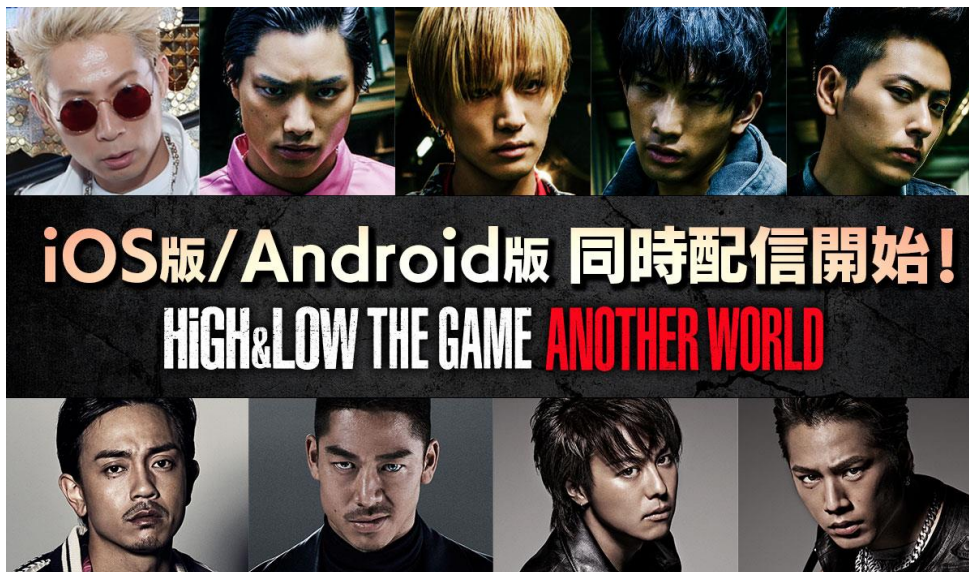 iOS版/Android版 同時配信開始!
HiGH&LOW THE GAME ANOTHER WORLD